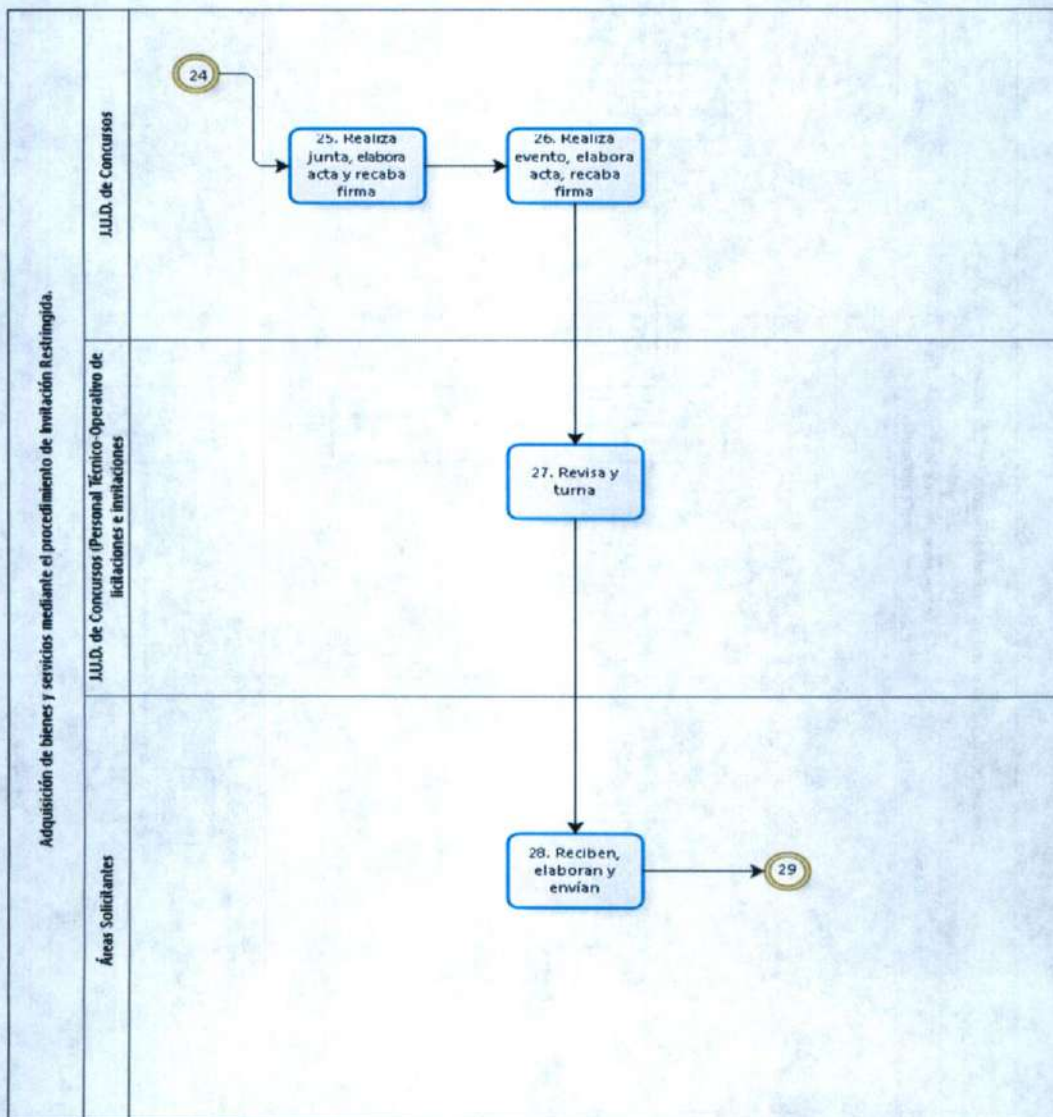 Adquisición de bienes y servicios mediante el procedimiento de Invitación Restringida.
J.U.D. de Concursos
24
25. Realiza
junta, elabora
acta y recaba
firma
26. Realiza
evento, elabora
acta, recaba
firma
J.U.D. de Concursos (Personal Técnico-Operativo de
licitaciones e invitaciones
27. Revisa y
turna
Áreas Solicitantes
28. Reciben,
elaboran y
envían
29